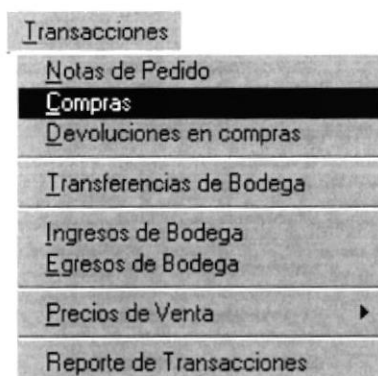 Transacciones
Notas de Pedido
Compras
Devoluciones en compras
Transferencias de Bodega
Ingresos de Bodega
Egresos de Bodega
Precios de Venta
Reporte de Transacciones